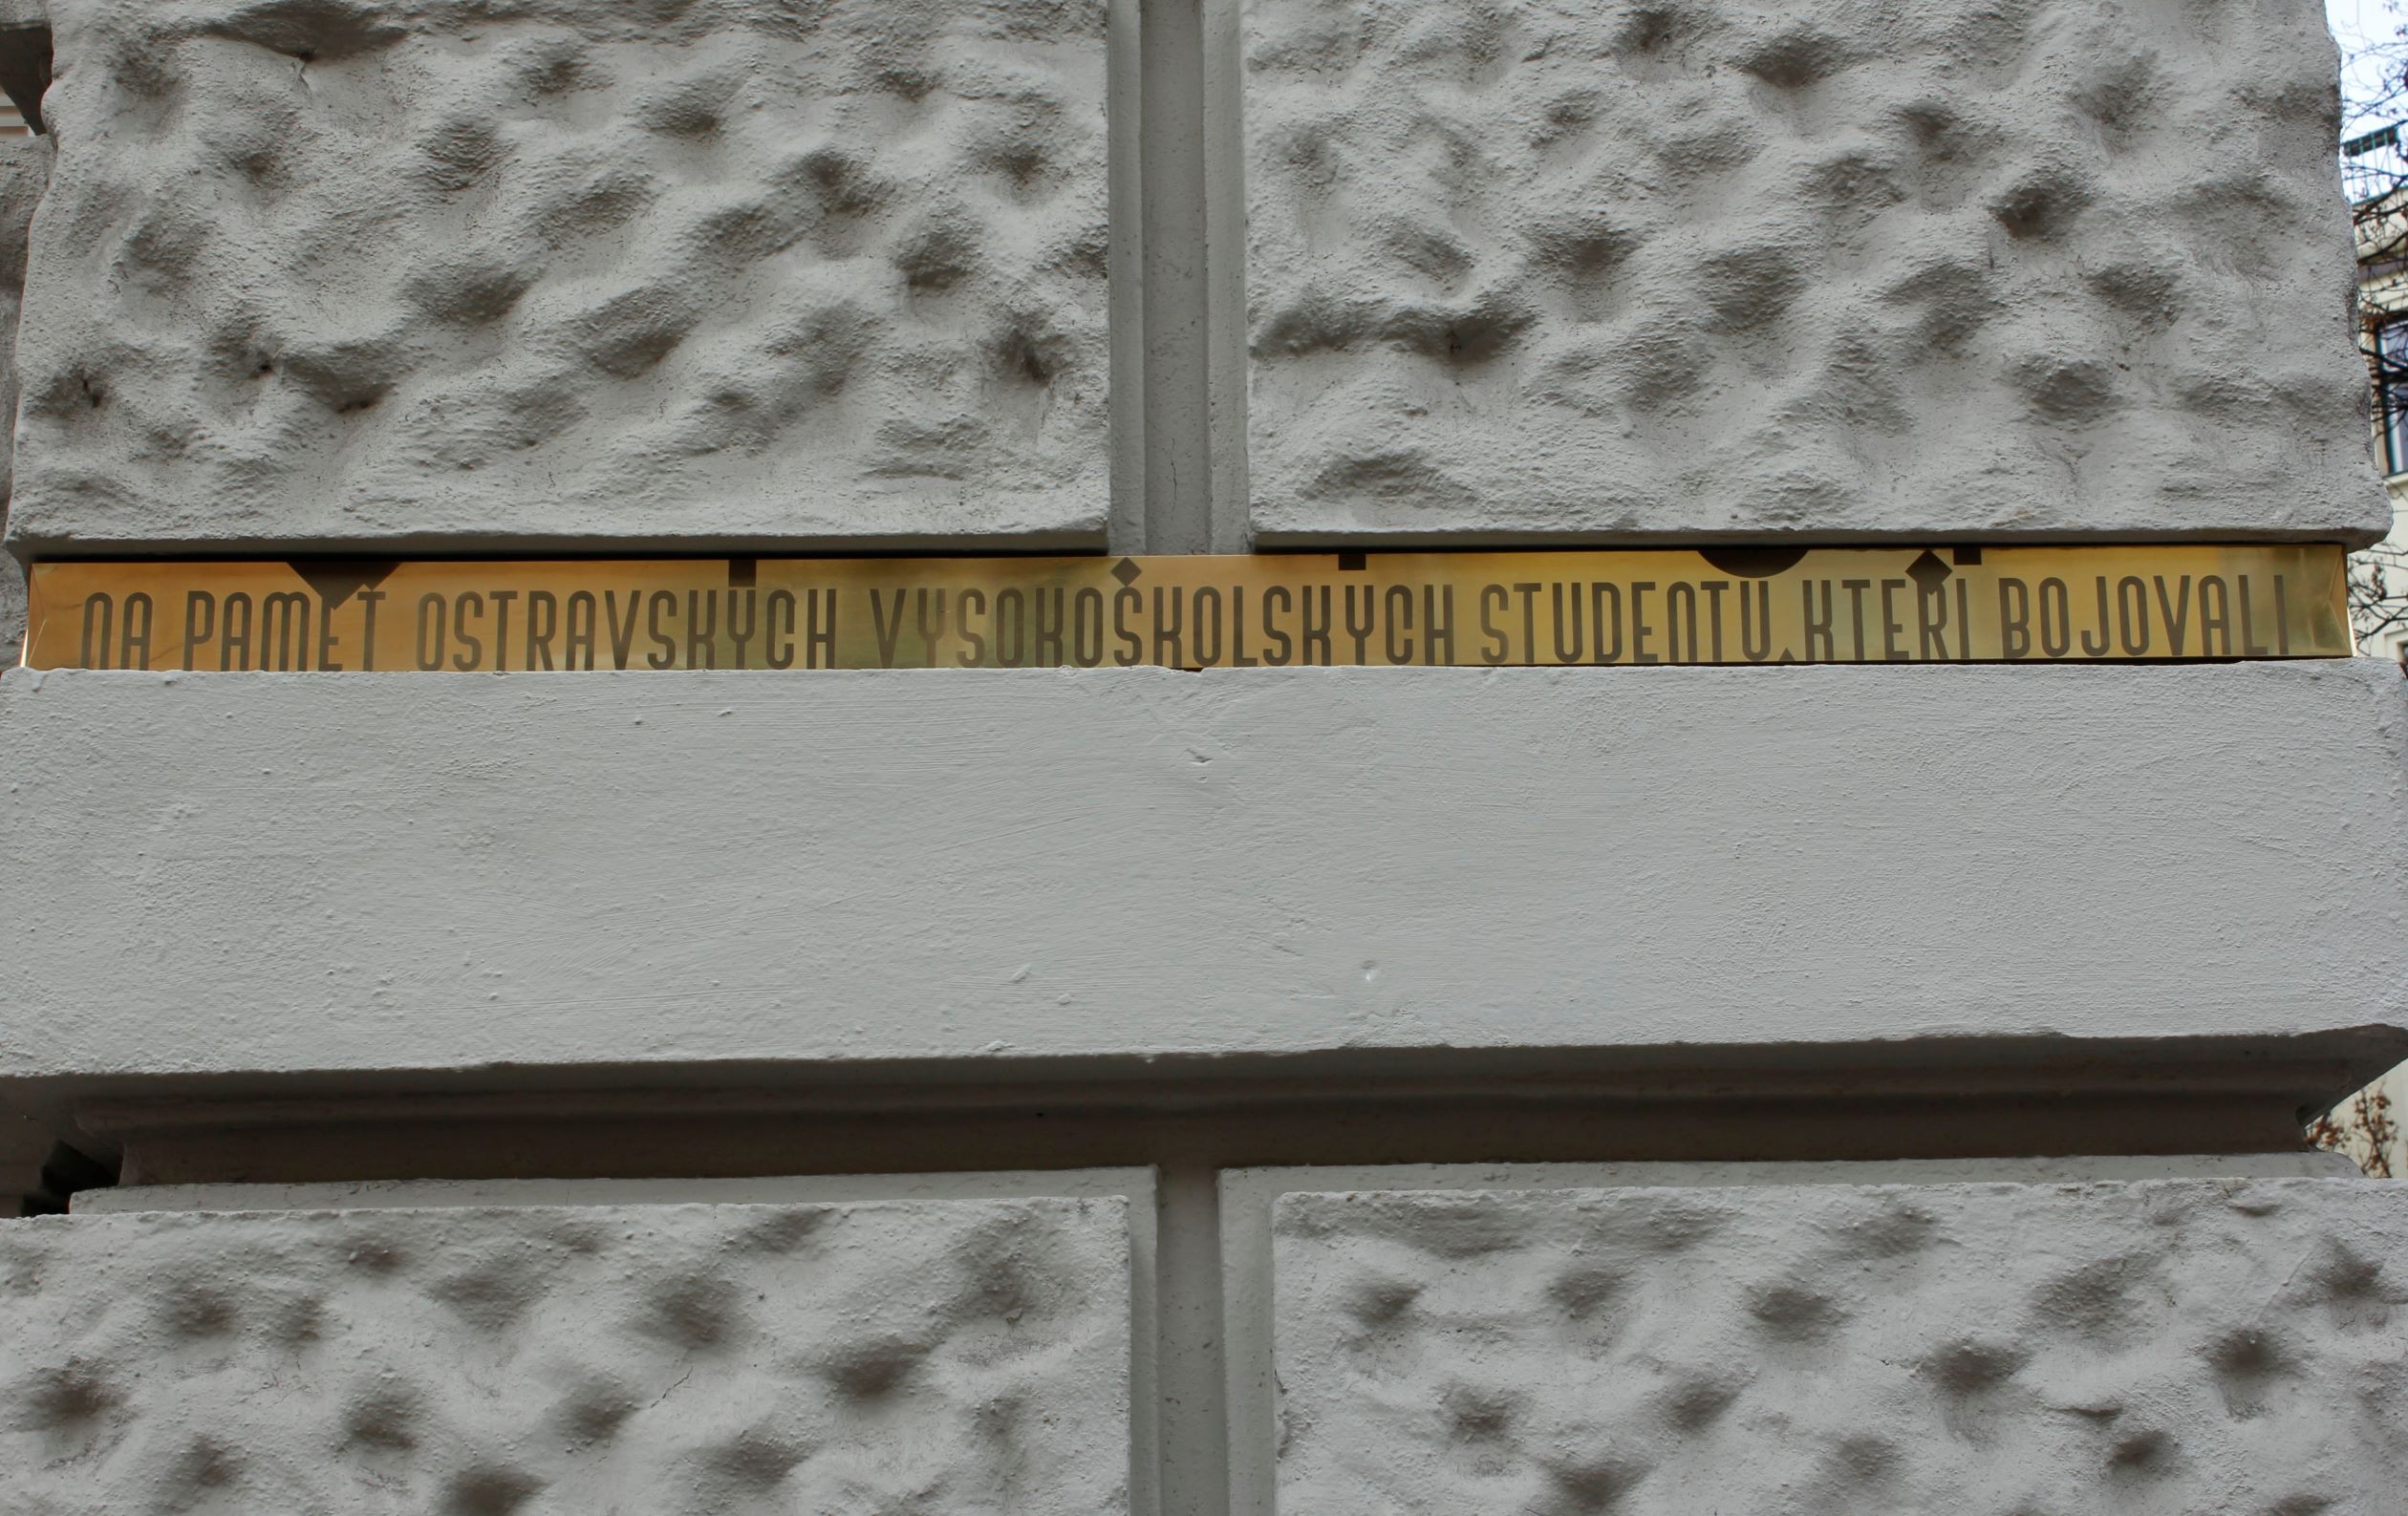 NA PAMĚŤ OSTRAVSKÝCH VYSOKOŠKOLSKÝCH STUDENTŮ, KTEŘÍ BOJOVALI